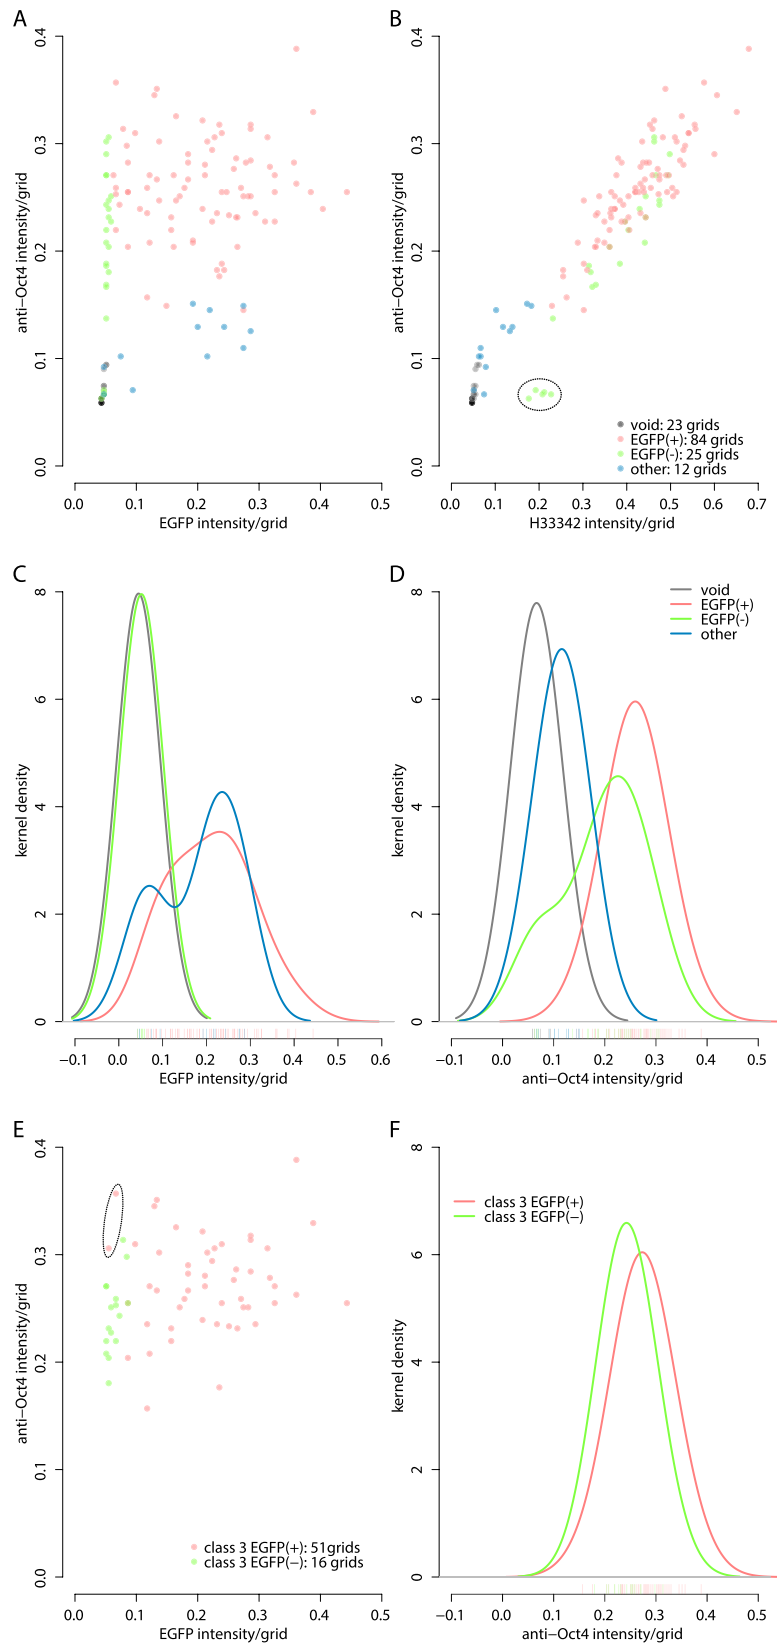 A
B
0.4
0.3
0.2
0.1
0.0
anti−Oct4 intensity/grid
0.0 0.1 0.2 0.3 0.4 0.5
EGFP intensity/grid
0.4
0.3
0.2
0.1
0.0
anti−Oct4 intensity/grid
void: 23 grids
EGFP(+): 84 grids
EGFP(-): 25 grids
other: 12 grids
0.0 0.1 0.2 0.3 0.4 0.5 0.6 0.7
H33342 intensity/grid
C
D
8
6
4
2
0
kernel density
−0.1 0.0 0.1 0.2 0.3 0.4 0.5 0.6
EGFP intensity/grid
8
6
4
2
0
kernel density
void
EGFP(+)
EGFP(-)
other
−0.1 0.0 0.1 0.2 0.3 0.4 0.5
anti−Oct4 intensity/grid
E
F
0.4
0.3
0.2
0.1
0.0
anti−Oct4 intensity/grid
class 3 EGFP(+): 51grids
class 3 EGFP(−): 16 grids
0.0 0.1 0.2 0.3 0.4 0.5
EGFP intensity/grid
8
6
4
2
0
kernel density
class 3 EGFP(+)
class 3 EGFP(−)
−0.1 0.0 0.1 0.2 0.3 0.4 0.5
anti−Oct4 intensity/grid